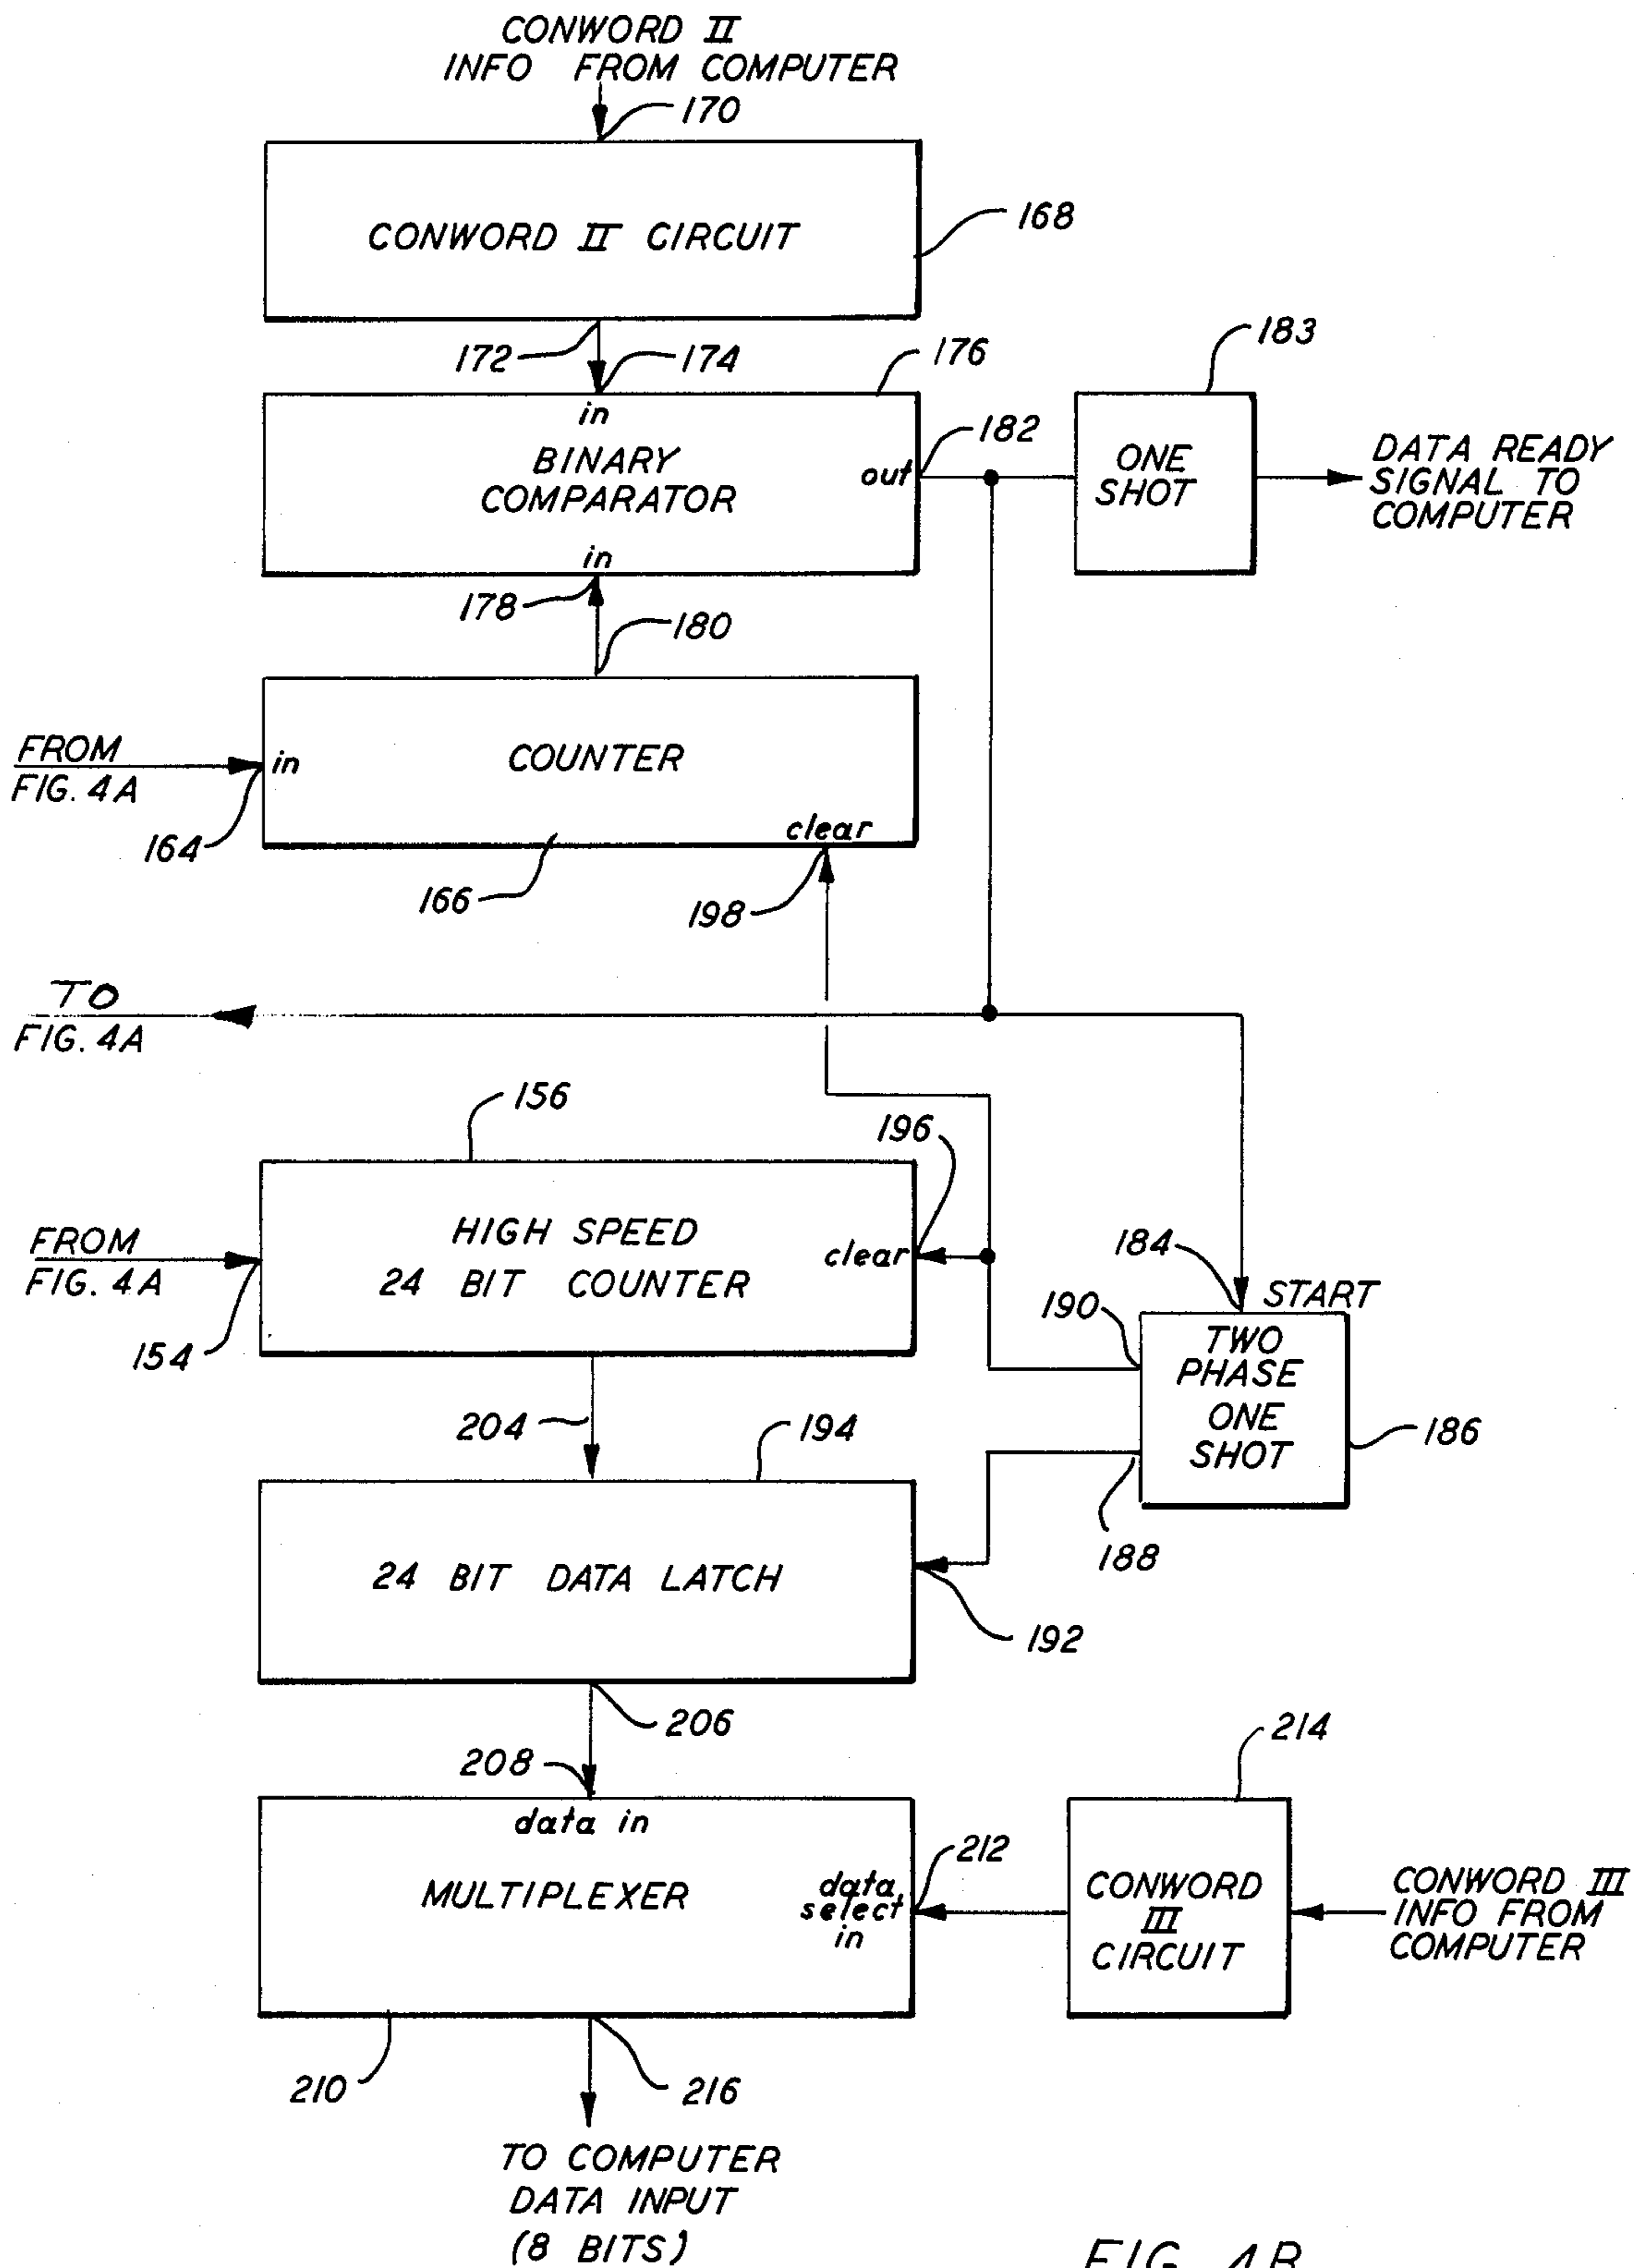 CONWORD II
INFO FROM COMPUTER
170
CONWORD II CIRCUIT
168
172
174
176
183
in
BINARY
COMPARATOR
out
182
in
ONE
SHOT
DATA READY
SIGNAL TO
COMPUTER
178
180
FROM
FIG. 4A
in
COUNTER
clear
164
166
198
TO
FIG. 4A
156
196
FROM
FIG. 4A
HIGH SPEED
24 BIT COUNTER
clear
154
184
START
190
TWO
PHASE
ONE
SHOT
186
188
204
194
24 BIT DATA LATCH
192
206
208
214
data in
MULTIPLEXER
data
select
in
212
CONWORD
III
CIRCUIT
CONWORD III
INFO FROM
COMPUTER
210
216
TO COMPUTER
DATA INPUT
(8 BITS)
FIG. 4B